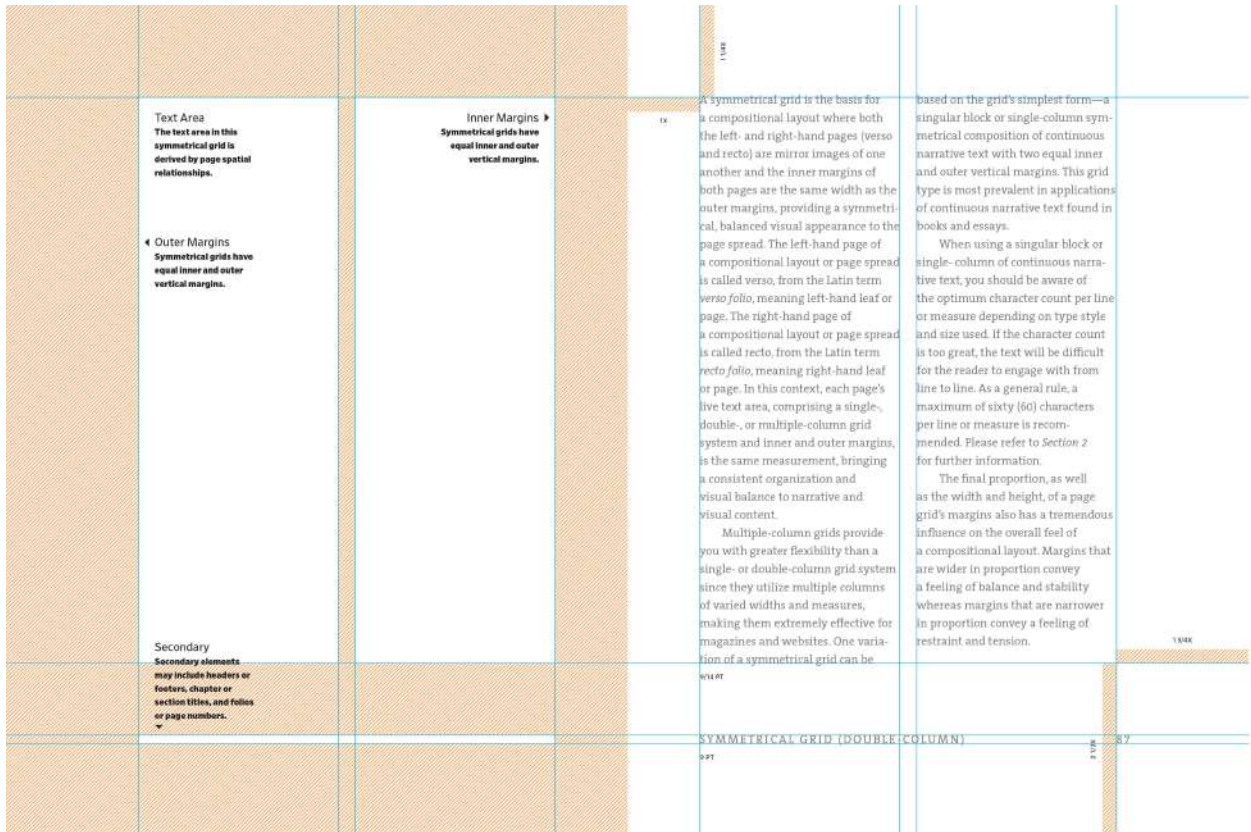 Text Area
The text area in this
symmetrical grid is
derived by page spatial
relationships.
Inner Margins
Symmetrical grids have
equal inner and outer
vertical margins.
Outer Margins
Symmetrical grids have
equal inner and outer
vertical margins.
Secondary
Secondary elements
may include headers or
footers, chapter or
section titles, and folios
or page numbers.
1 1/4X
1X
A symmetrical grid is the basis for
a compositional layout where both
the left- and right-hand pages (verso
and recto) are mirror images of one
another and the inner margins of
both pages are the same width as the
outer margins, providing a symmetri-
cal, balanced visual appearance to the
page spread. The left-hand page of
a compositional layout or page spread
is called verso, from the Latin term
verso folio, meaning left-hand leaf or
page. The right-hand page of
a compositional layout or page spread
is called recto, from the Latin term
recto folio, meaning right-hand leaf
or page. In this context, each page's
live text area, comprising a single-,
double-, or multiple-column grid
system and inner and outer margins,
is the same measurement, bringing
a consistent organization and
visual balance to narrative and
visual content.
Multiple-column grids provide
you with greater flexibility than a
single- or double-column grid system
since they utilize multiple columns
of varied widths and measures,
making them extremely effective for
magazines and websites. One varia-
tion of a symmetrical grid can be
9/14 PT
based on the grid's simplest form—a
singular block or single-column sym-
metrical composition of continuous
narrative text with two equal inner
and outer vertical margins. This grid
type is most prevalent in applications
of continuous narrative text found in
books and essays.
When using a singular block or
single- column of continuous narra-
tive text, you should be aware of
the optimum character count per line
or measure depending on type style
and size used. If the character count
is too great, the text will be difficult
for the reader to engage with from
line to line. As a general rule, a
maximum of sixty (60) characters
per line or measure is recom-
mended. Please refer to Section 2
for further information.
The final proportion, as well
as the width and height, of a page
grid's margins also has a tremendous
influence on the overall feel of
a compositional layout. Margins that
are wider in proportion convey
a feeling of balance and stability
whereas margins that are narrower
in proportion convey a feeling of
restraint and tension.
1 3/4X
SYMMETRICAL GRID (DOUBLE-COLUMN)
87
9 PT
2 1/2X